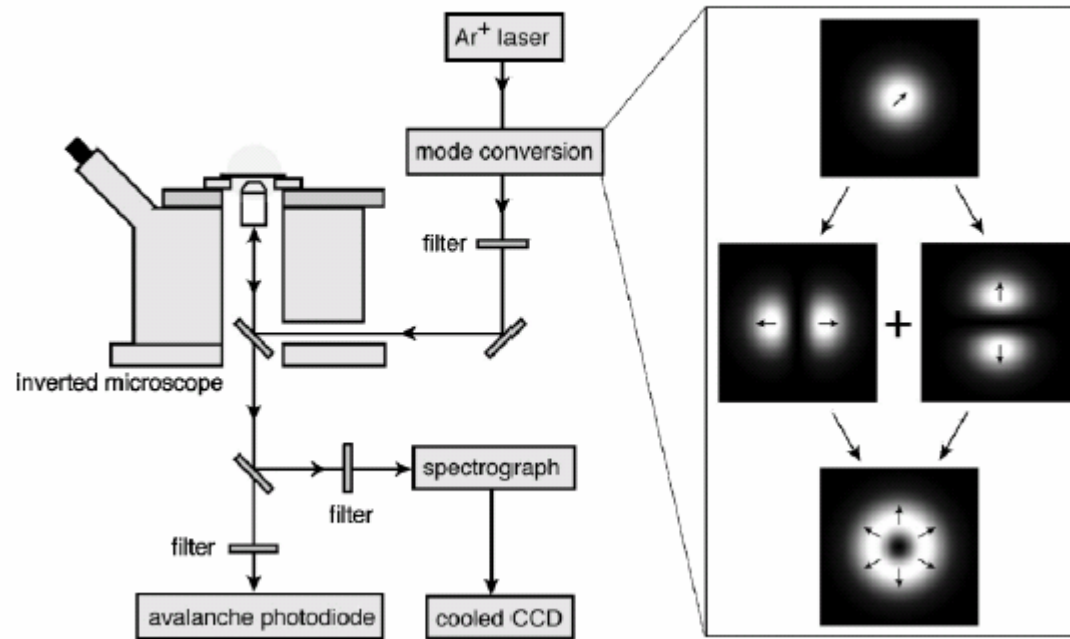 Ar+ laser
mode conversion
filter
+
inverted microscope
spectrograph
filter
filter
avalanche photodiode
cooled CCD